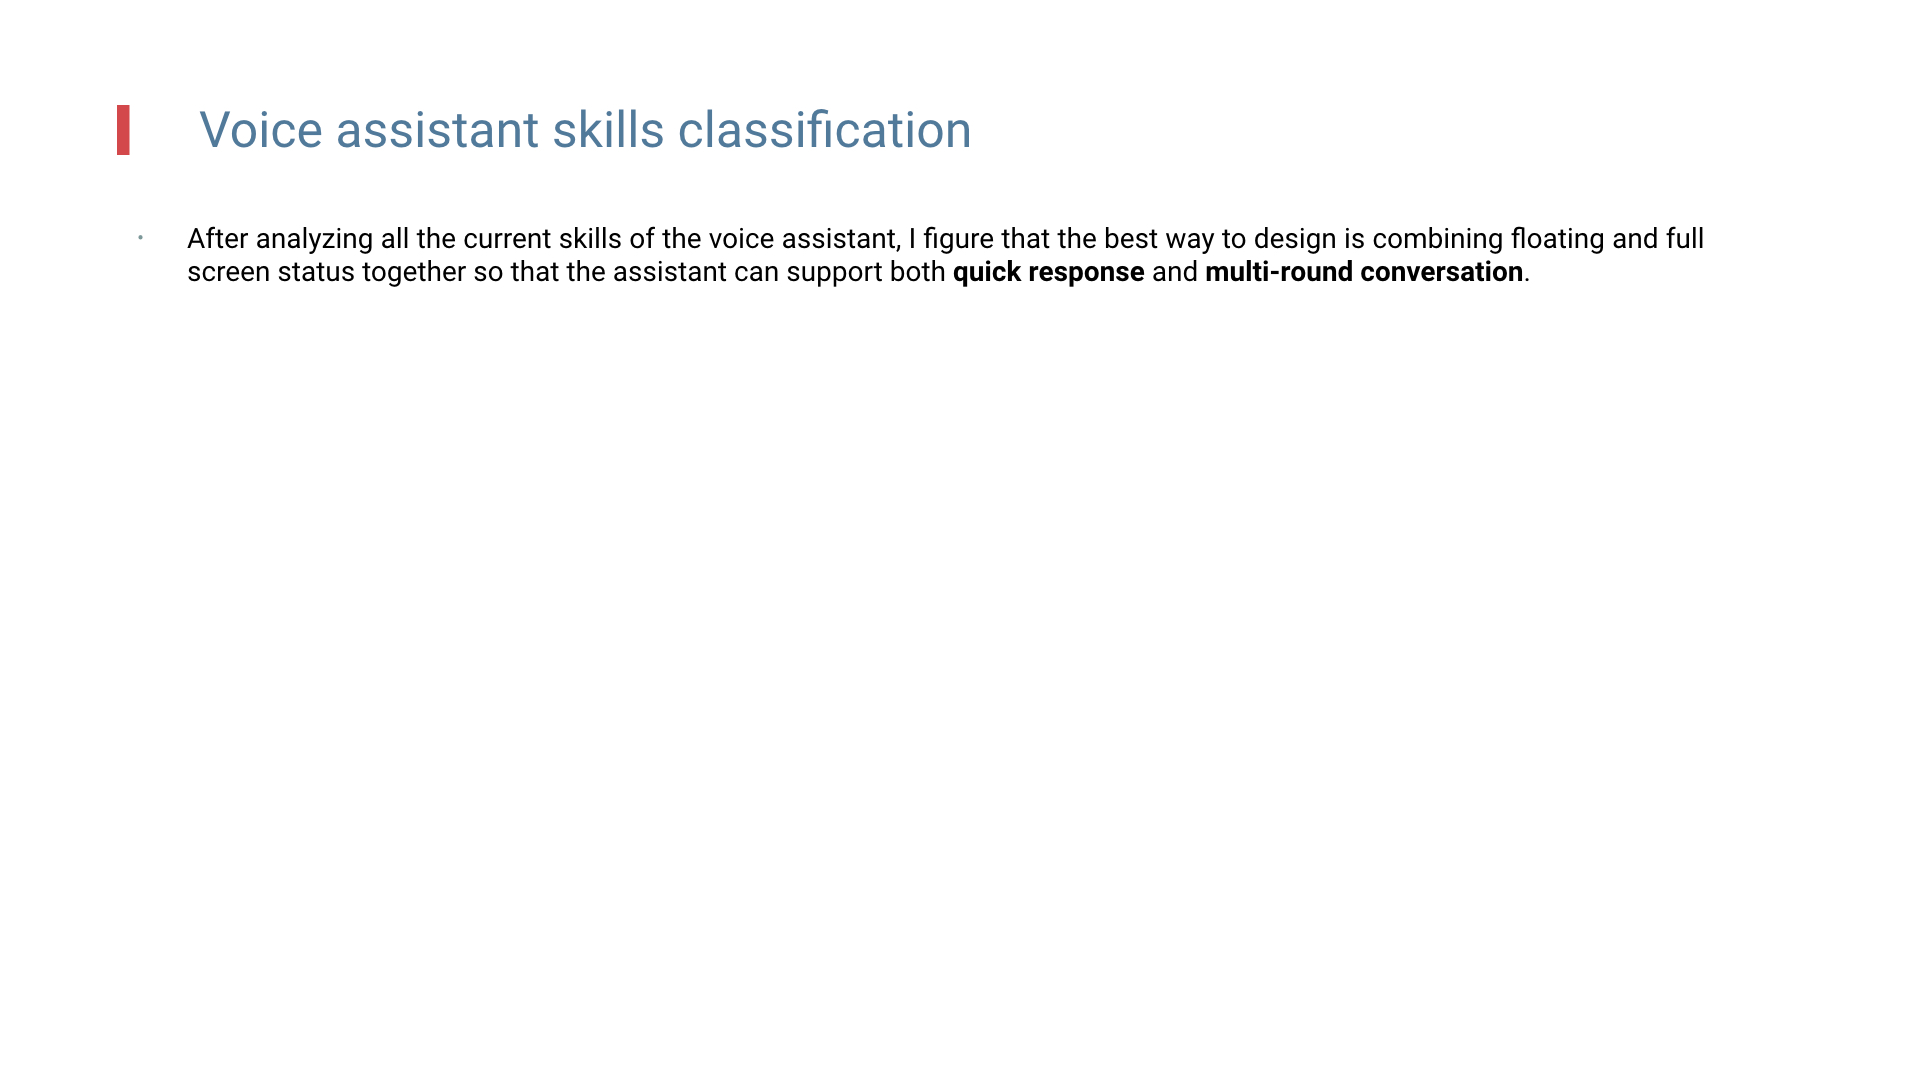 Voice assistant skills classification
· After analyzing all the current skills of the voice assistant, I figure that the best way to design is combining floating and full
screen status together so that the assistant can support both quick response and multi-round conversation.